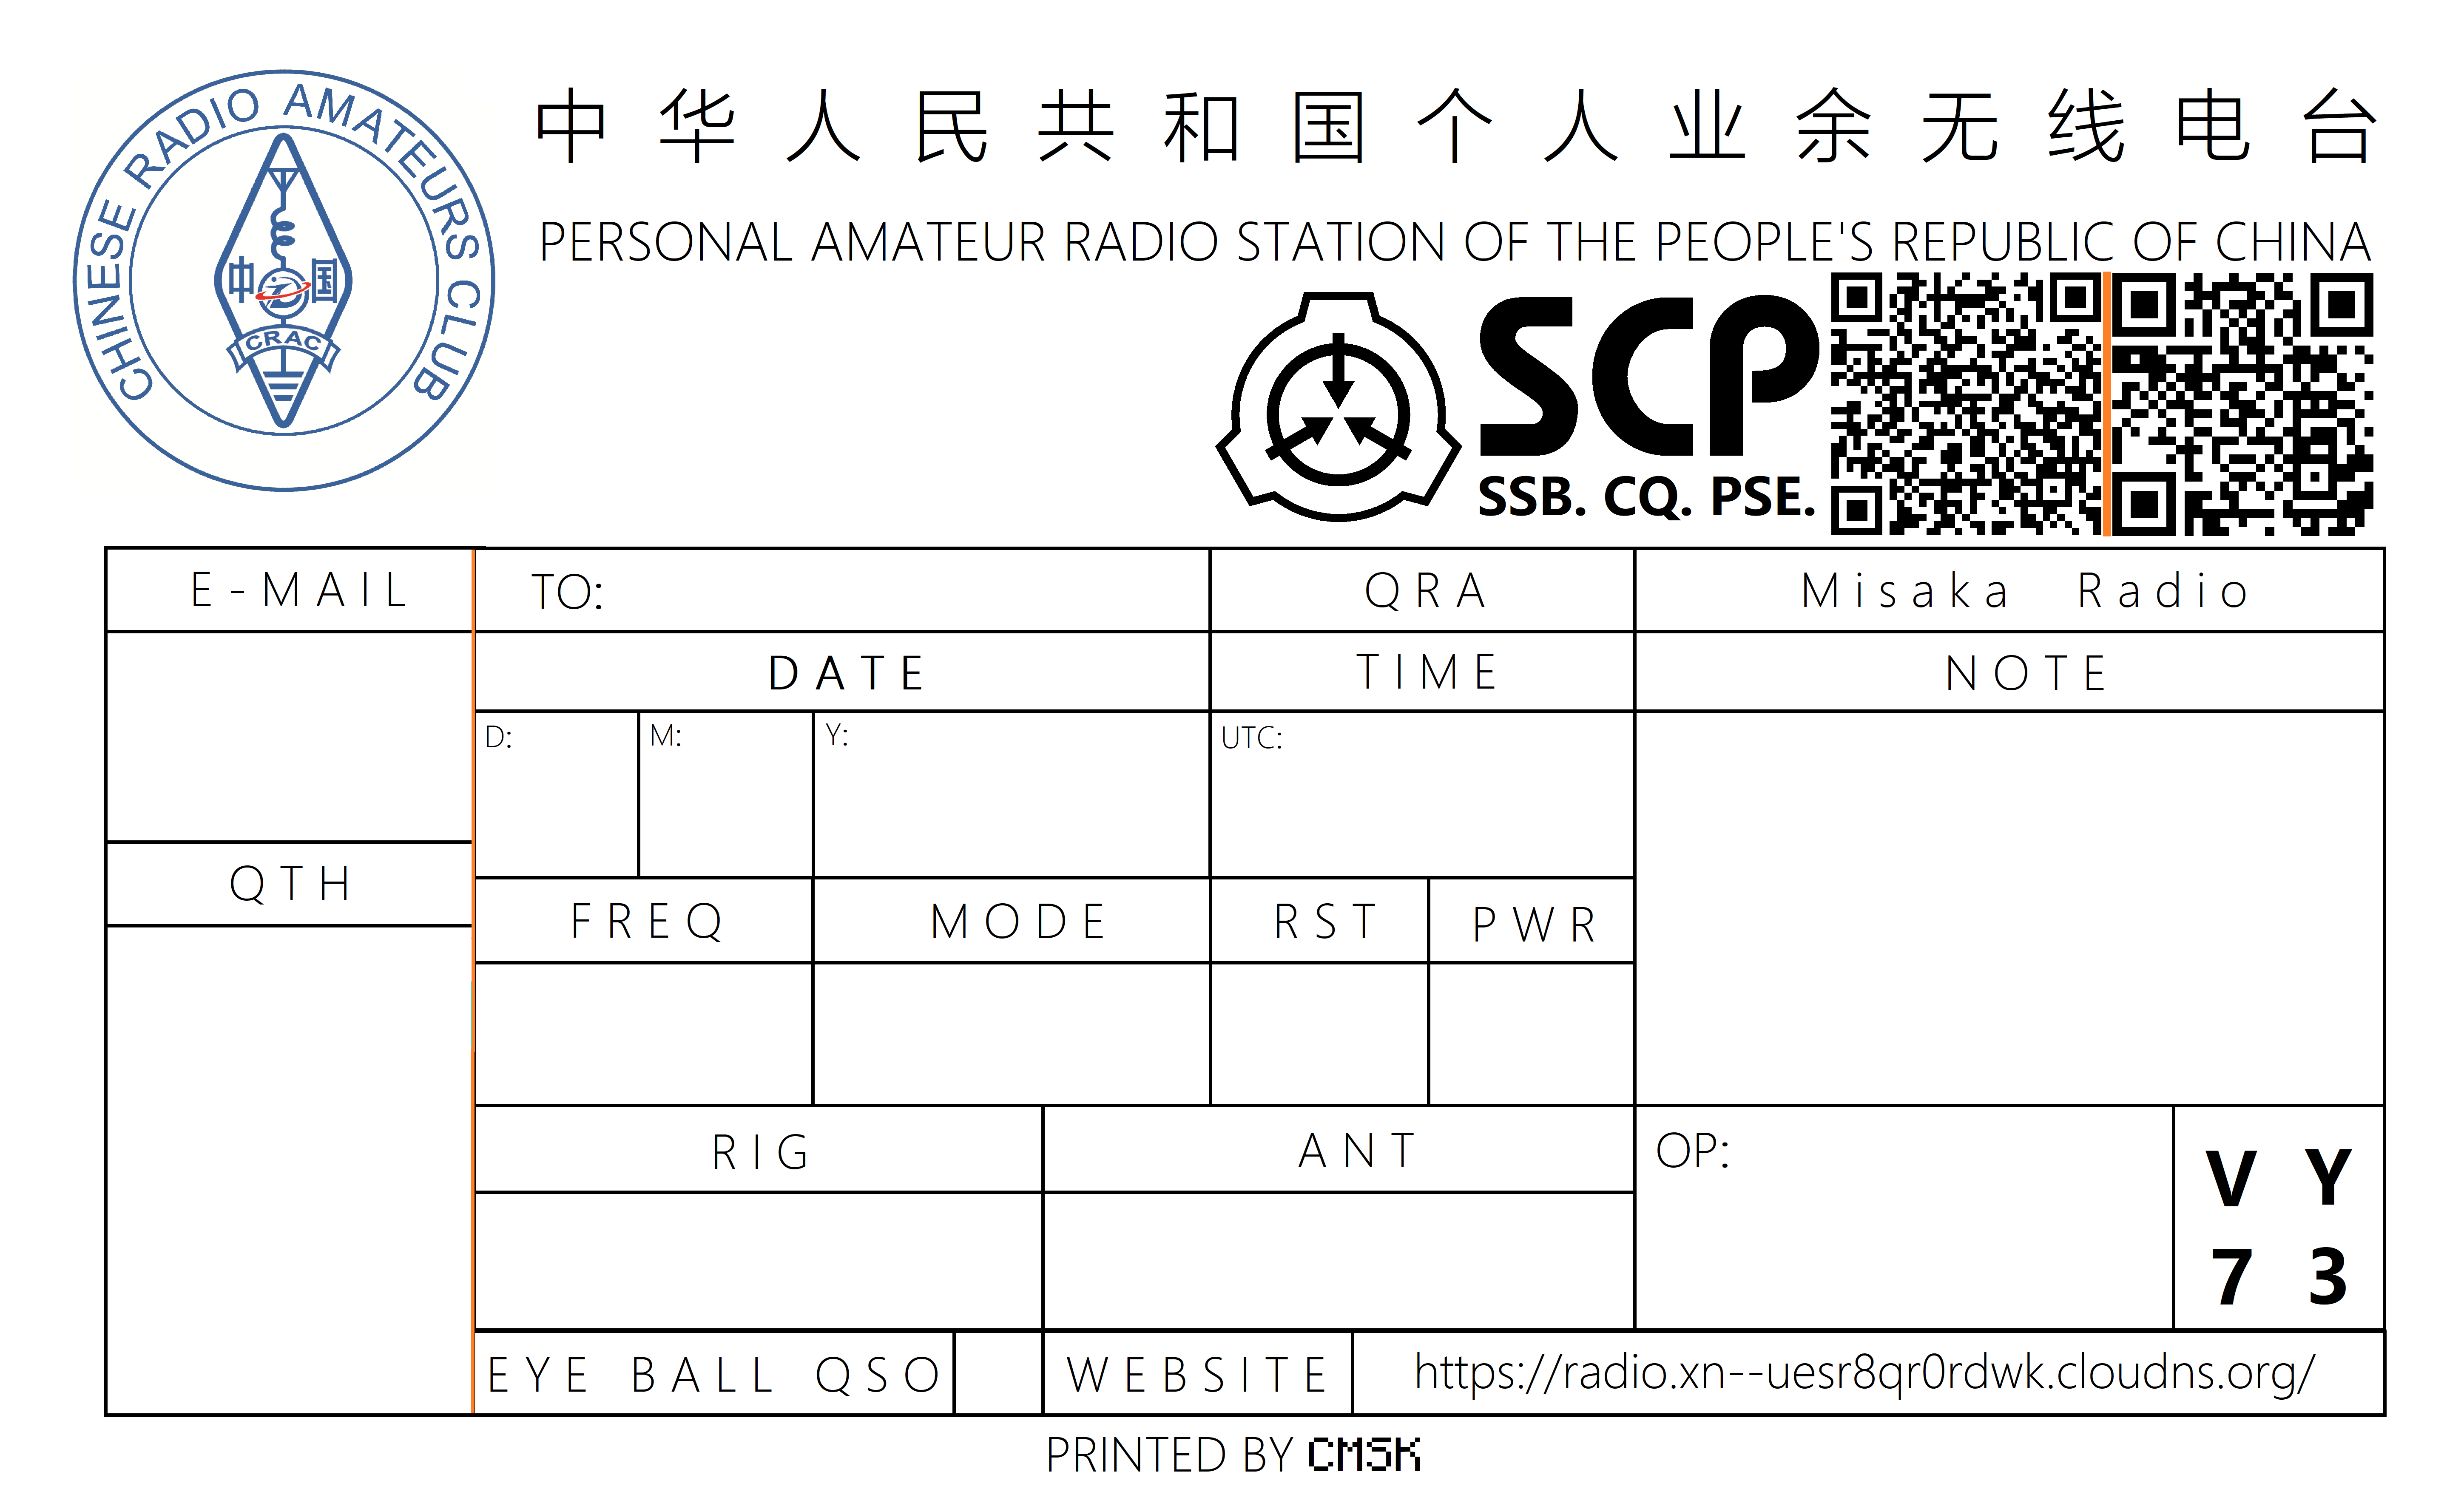 CHINESE RADIO AMATEURS CLUB
中国
CRAC
中华人民共和国个人业余无线电台
PERSONAL AMATEUR RADIO STATION OF THE PEOPLE'S REPUBLIC OF CHINA
SCP
SSB. CQ. PSE.
E-MAIL
TO:
QRA
Misaka Radio
DATE
TIME
NOTE
D:
M:
Y:
UTC:
QTH
FREQ
MODE
RST
PWR
RIG
ANT
OP:
VY
73
EYE BALL QSO
WEBSITE
https://radio.xn--uesr8qr0rdwk.cloudns.org/
PRINTED BY CMSK